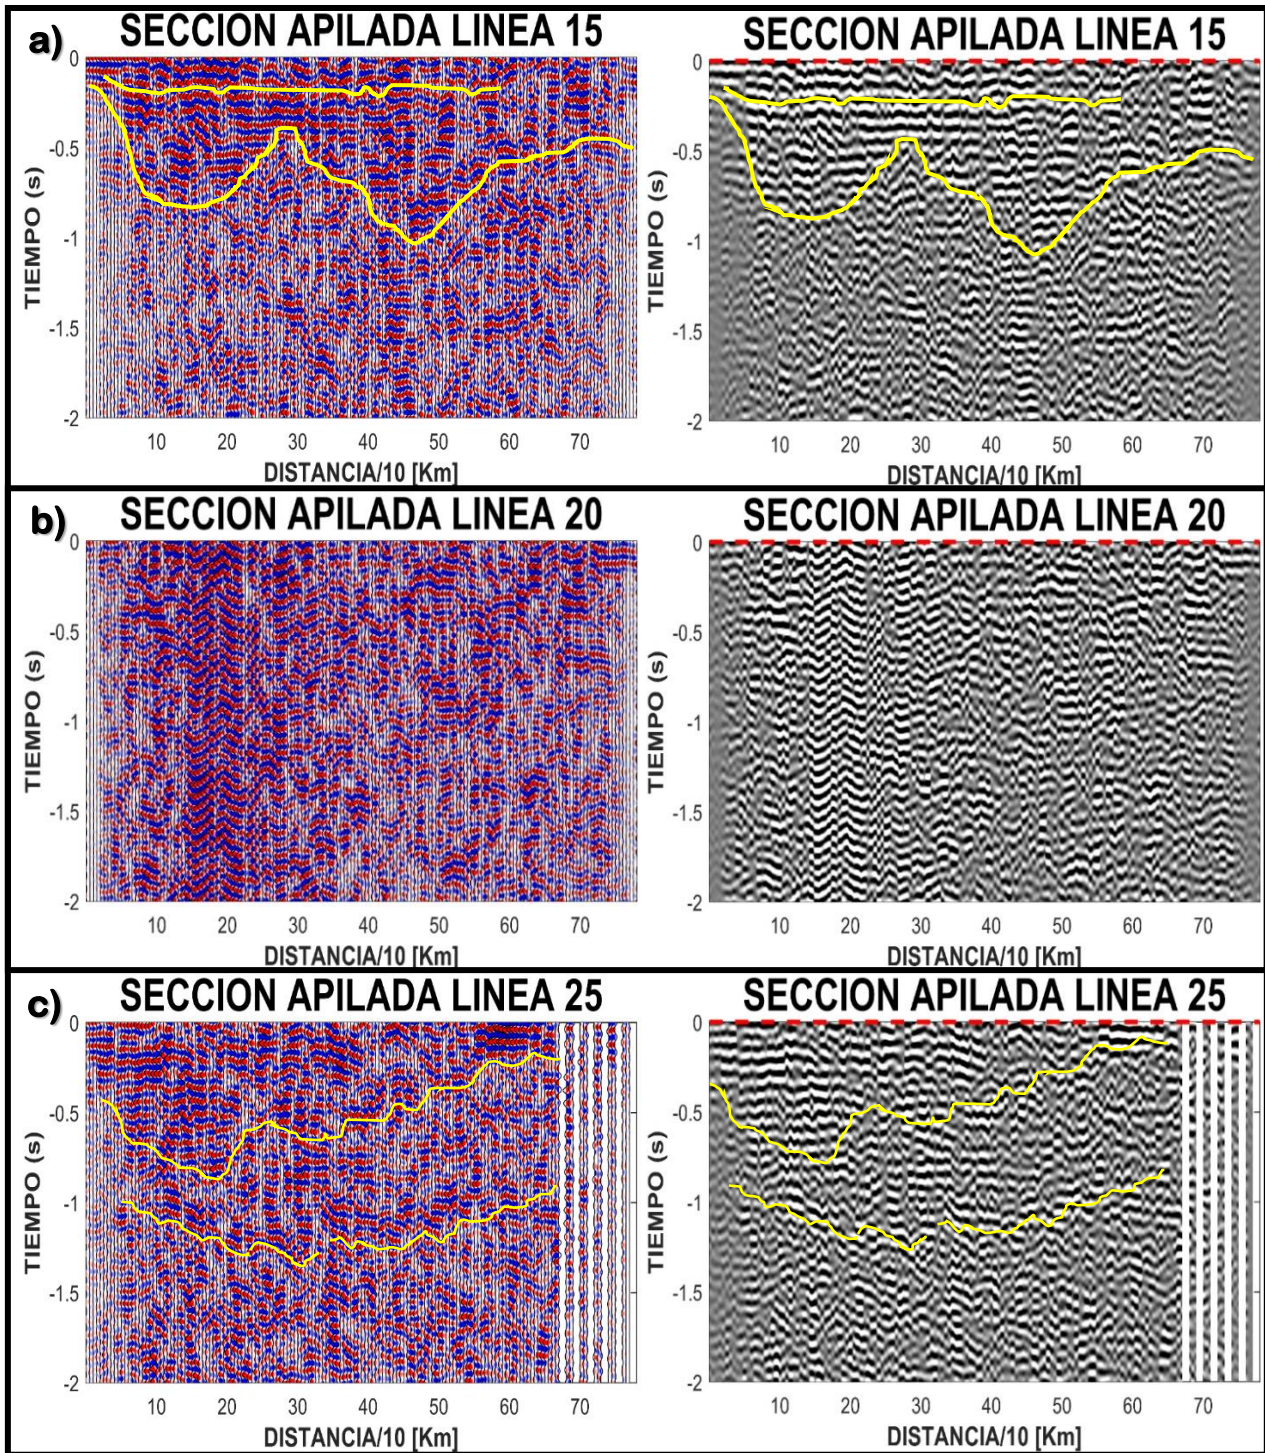 a)
SECCION APILADA LINEA 15
0
-0.5
-1
-1.5
-2
TIEMPO (s)
10 20 30 40 50 60 70
DISTANCIA/10 [Km]
SECCION APILADA LINEA 15
0
-0.5
-1
-1.5
-2
TIEMPO (s)
10 20 30 40 50 60 70
DISTANCIA/10 [Km]
b)
SECCION APILADA LINEA 20
0
-0.5
-1
-1.5
-2
TIEMPO (s)
10 20 30 40 50 60 70
DISTANCIA/10 [Km]
SECCION APILADA LINEA 20
0
-0.5
-1
-1.5
-2
TIEMPO (s)
10 20 30 40 50 60 70
DISTANCIA/10 [Km]
c)
SECCION APILADA LINEA 25
0
-0.5
-1
-1.5
-2
TIEMPO (s)
10 20 30 40 50 60 70
DISTANCIA/10 [Km]
SECCION APILADA LINEA 25
0
-0.5
-1
-1.5
-2
TIEMPO (s)
10 20 30 40 50 60 70
DISTANCIA/10 [Km]